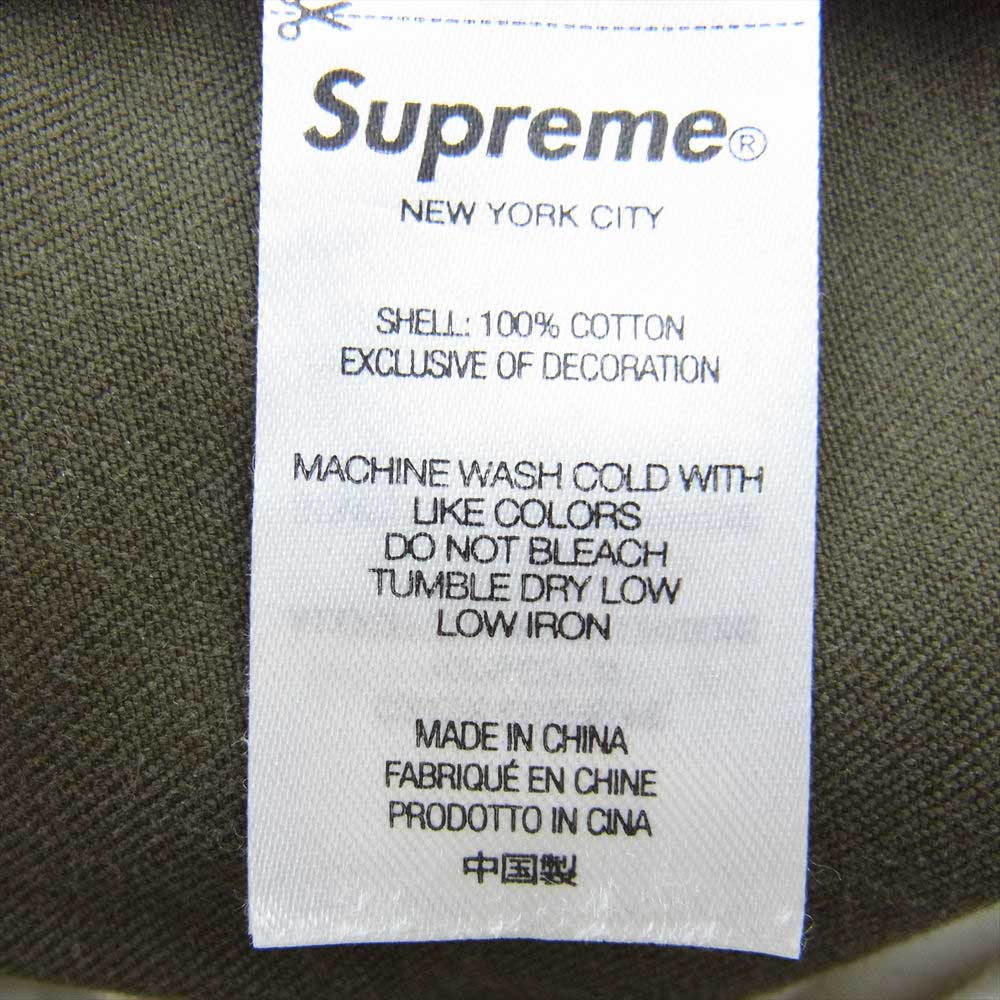 Supreme®
NEW YORK CITY
SHELL: 100% COTTON
EXCLUSIVE OF DECORATION
MACHINE WASH COLD WITH
LIKE COLORS
DO NOT BLEACH
TUMBLE DRY LOW
LOW IRON
MADE IN CHINA
FABRIQUÉ EN CHINE
PRODOTTO IN CINA
中国製